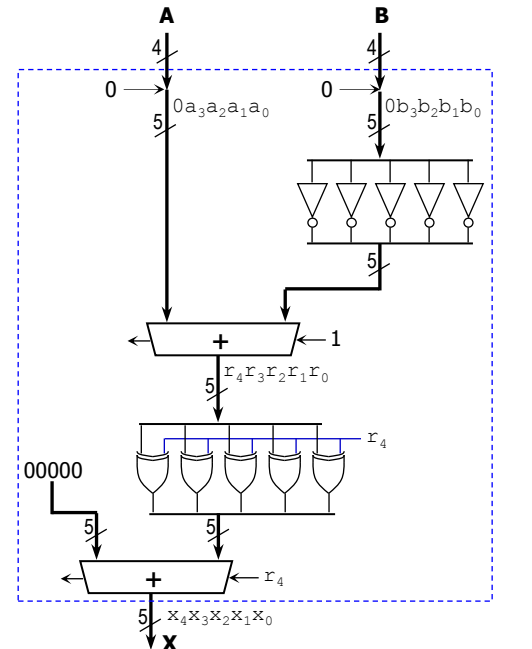 A B
4 4
0 0
0a₃a₂a₁a₀ 0b₃b₂b₁b₀
5 5
5
+ 1
r₄r₃r₂r₁r₀
5
r₄
00000
5 5
+ r₄
5 x₄x₃x₂x₁x₀
X